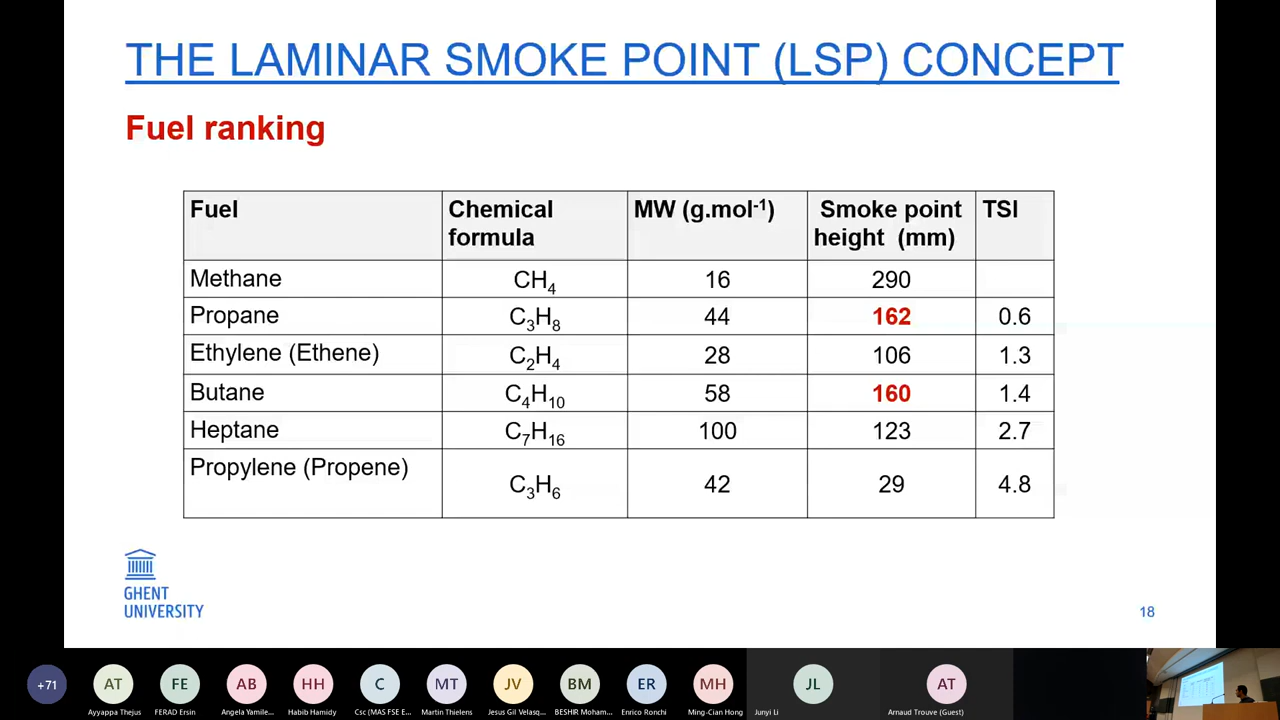 THE LAMINAR SMOKE POINT (LSP) CONCEPT
Fuel ranking
Fuel Chemical formula MW (g.mol⁻¹) Smoke point height (mm) TSI
Methane CH₄ 16 290
Propane C₃H₈ 44 162 0.6
Ethylene (Ethene) C₂H₄ 28 106 1.3
Butane C₄H₁₀ 58 160 1.4
Heptane C₇H₁₆ 100 123 2.7
Propylene (Propene) C₃H₆ 42 29 4.8
GHENT
UNIVERSITY
18
+71 AT FE AB HH C MT JV BM ER MH JL AT
Ayyappa Thejus FERAD Ersin Angela Yamile... Habib Hamidy Csc (MAS FSE E... Martin Thielens Jesus Gil Velasq... BESHIR Moham... Enrico Ronchi Ming-Cian Hong Junyi Li Arnaud Trouve (Guest)